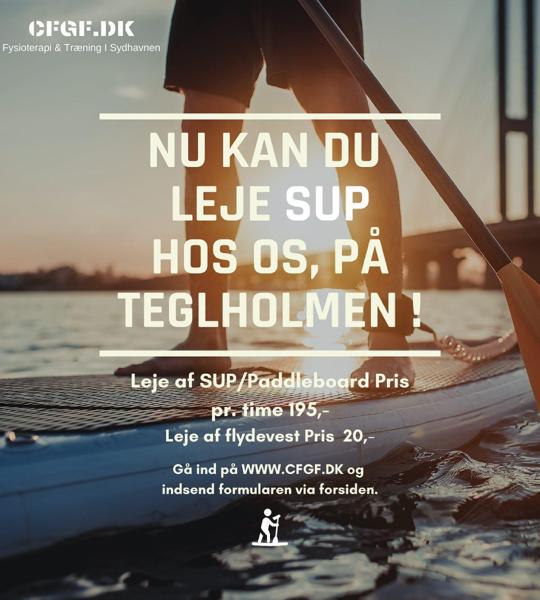 CFGF.DK
Fysioterapi & Træning I Sydhavnen
NU KAN DU
LEJE SUP
HOS OS, PÅ
TEGLHOLMEN !
Leje af SUP/Paddleboard Pris
pr. time 195,-
Leje af flydevest Pris 20,-
Gå ind på WWW.CFGF.DK og
indsend formularen via forsiden.